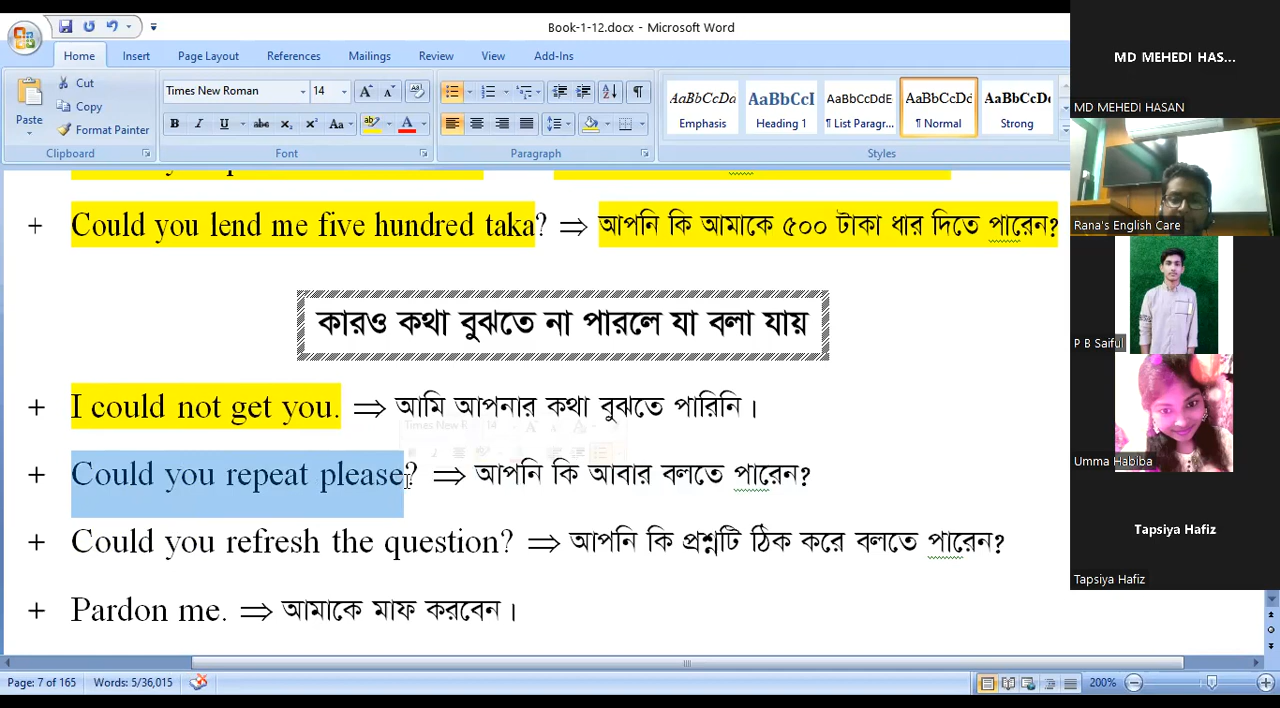 Book-1-12.docx - Microsoft Word
Home Insert Page Layout References Mailings Review View Add-Ins
Paste Cut
Copy
Format Painter
Clipboard
Times New Roman 14
Font
Paragraph
AaBbCcDa AaBbCcI AaBbCcDdE AaBbCcDc AaBbCcDc
Emphasis Heading 1 ¶ List Paragr... ¶ Normal Strong
Styles
+ Could you lend me five hundred taka? ⇒ আপনি কি আমাকে ৫০০ টাকা ধার দিতে পারেন?
কারও কথা বুঝতে না পারলে যা বলা যায়
+ I could not get you. ⇒ আমি আপনার কথা বুঝতে পারিনি।
+ Could you repeat please? ⇒ আপনি কি আবার বলতে পারেন?
+ Could you refresh the question? ⇒ আপনি কি প্রশ্নটি ঠিক করে বলতে পারেন?
+ Pardon me. ⇒ আমাকে মাফ করবেন।
Page: 7 of 165 Words: 5/36,015 200%
MD MEHEDI HAS...
MD MEHEDI HASAN
Rana's English Care
P B Saiful
Umma Habiba
Tapsiya Hafiz
Tapsiya Hafiz